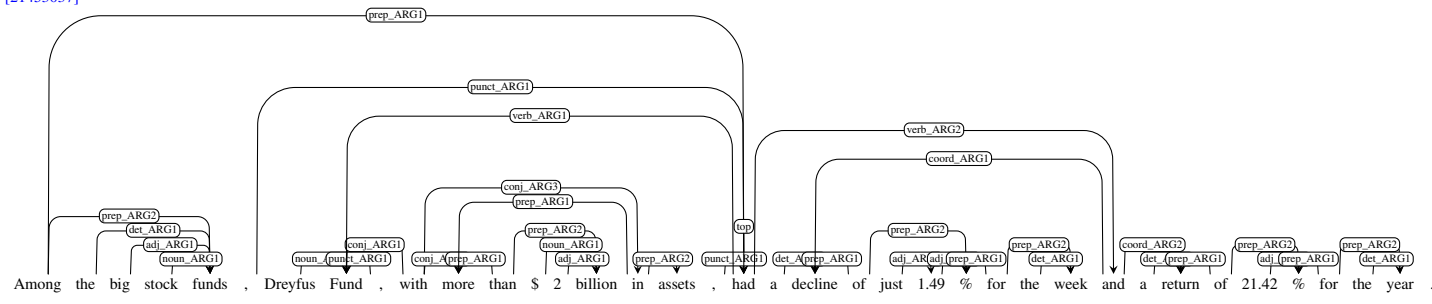 prep_ARG1
punct_ARG1
verb_ARG1
verb_ARG2
coord_ARG1
conj_ARG3
prep_ARG1
prep_ARG2
top
det_ARG1
prep_ARG2
prep_ARG2
adj_ARG1 conj_ARG1 noun_ARG1 prep_ARG2 coord_ARG2 prep_ARG2 prep_ARG2
noun_ARG1 punct_ARG1 prep_ARG1 adj_ARG1 prep_ARG2 punct_ARG1 prep_ARG1 prep_ARG1 det_ARG1 prep_ARG1 prep_ARG1 det_ARG1
Among the big stock funds , Dreyfus Fund , with more than $ 2 billion in assets , had a decline of just 1.49 % for the week and a return of 21.42 % for the year .